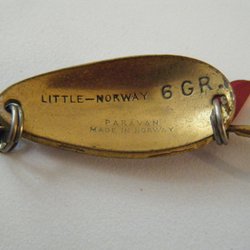 LITTLE—NORWAY 6 GR.
PARAVAN
MADE IN NORWAY